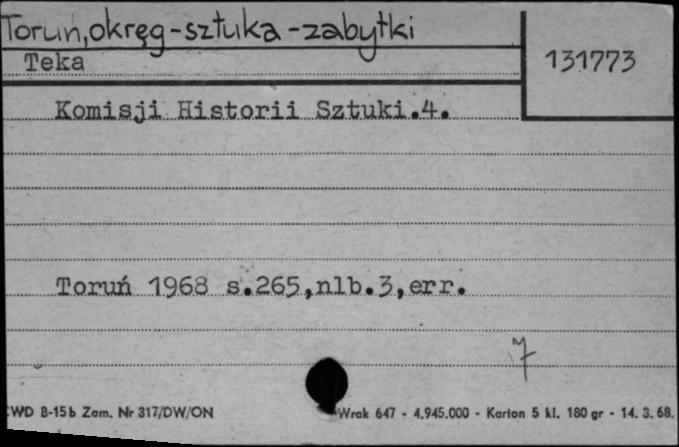 Toruń, okręg - sztuka - zabytki
Teka
131773
Komisji Historii Sztuki.4.
Toruń 1968 s.265,nlb.3,err.
7
CWD B-15b Zam. Nr 317/DW/ON
Wrak 647 - 4.945.000 - Karton 5 kl. 180 gr - 14. 3. 68.